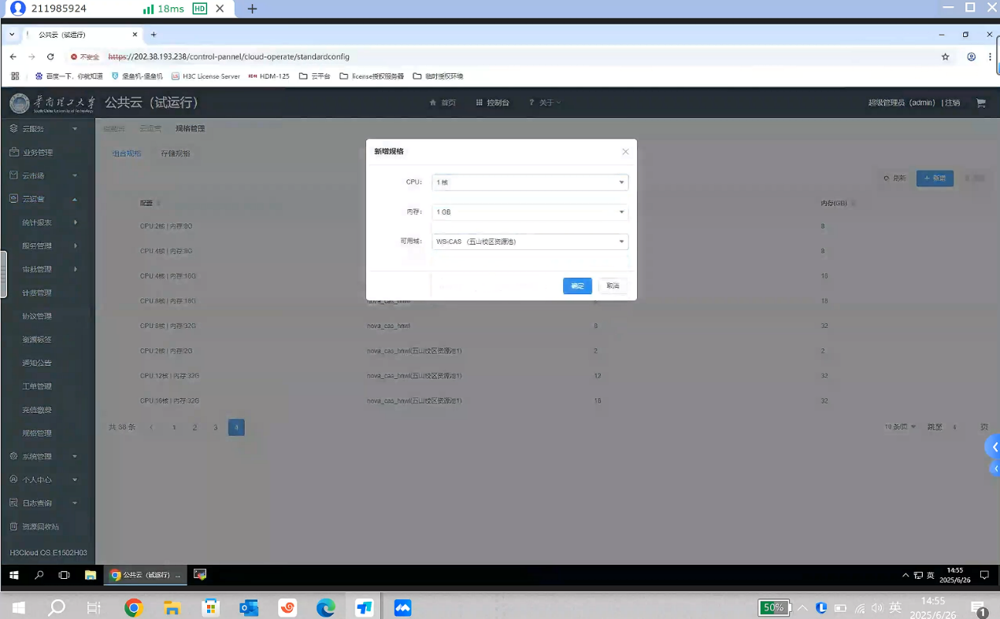 211985924 18ms HD
公共云（试运行）
不安全 https://202.38.193.238/control-pannel/cloud-operate/standardconfig
百度一下，你就知道 堡垒机-堡垒机 H3C License Server HDM HDM-125 云平台 license授权服务器 临时授权环境
华南理工大学 公共云（试运行） 首页 控制台 ? 关于 超级管理员 (admin) | 注销
South China University of Technology
云服务 控制台 云运营 规格管理
业务管理 组合规格 存储规格
云市场
云运营
统计报表
服务管理
审批管理
计费管理
协议管理
资源标签
通知公告
工单管理
充值缴费
规格管理
系统管理
个人中心
日志查询
资源回收站
H3Cloud OS E1502H03
刷新 + 新增
新增规格
CPU: 1 核
内存: 1 GB
可用域: WS-CAS （五山校区资源池）
确定 取消
配置 内存(GB)
CPU:2核 | 内存:8G 8
CPU:4核 | 内存:8G 8
CPU:4核 | 内存:16G 16
CPU:8核 | 内存:16G 16
CPU:8核 | 内存:32G nova_cas_hmwl 8 32
CPU:2核 | 内存:2G nova_cas_hmwl(五山校区资源池1) 2 2
CPU:12核 | 内存:32G nova_cas_hmwl(五山校区资源池1) 12 32
CPU:16核 | 内存:32G nova_cas_hmwl(五山校区资源池1) 16 32
共 38 条 1 2 3 4 10 条/页 跳至 4 页
公共云（试运行） ... 英 14:55
2025/6/26
50% 英 14:55
2025/6/26 1